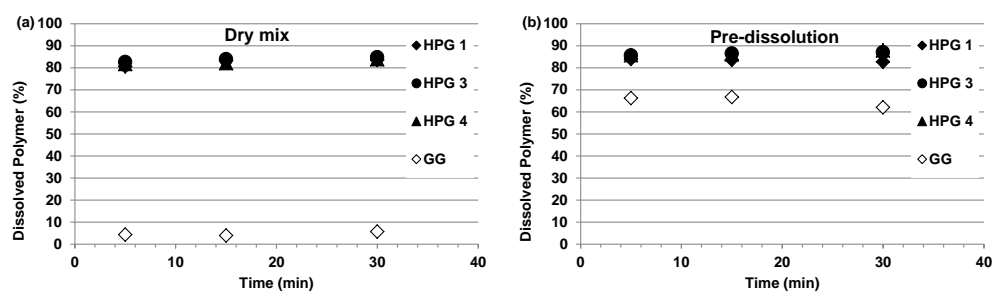 (a)
Dry mix
Dissolved Polymer (%)
100
90
80
70
60
50
40
30
20
10
0
0 10 20 30 40
Time (min)
HPG 1
HPG 3
HPG 4
GG
(b)
Pre-dissolution
Dissolved Polymer (%)
100
90
80
70
60
50
40
30
20
10
0
0 10 20 30 40
Time (min)
HPG 1
HPG 3
HPG 4
GG